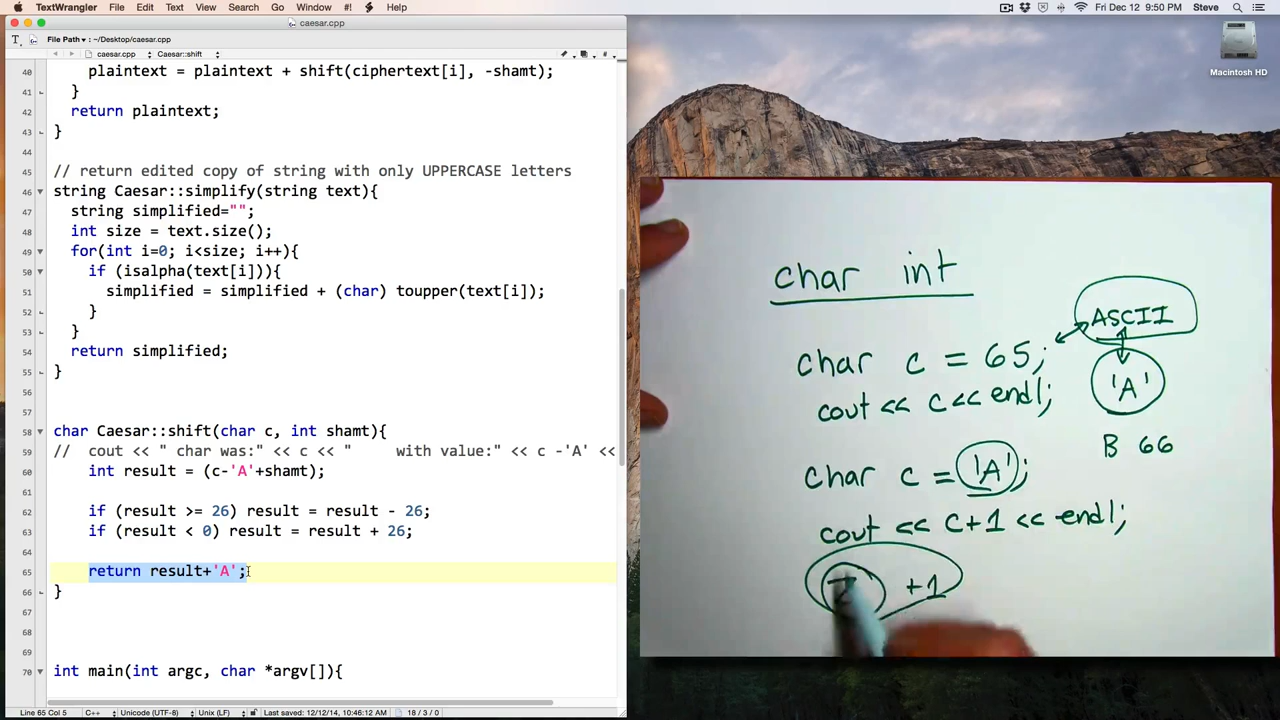 TextWrangler File Edit Text View Search Go Window #! Help Fri Dec 12 9:50 PM Steve
caesar.cpp
File Path : ~/Desktop/caesar.cpp
caesar.cpp Caesar::shift
40 plaintext = plaintext + shift(ciphertext[i], -shamt);
41 }
42 return plaintext;
43 }
44
45 // return edited copy of string with only UPPERCASE letters
46 string Caesar::simplify(string text){
47 string simplified="";
48 int size = text.size();
49 for(int i=0; i<size; i++){
50 if (isalpha(text[i])){
51 simplified = simplified + (char) toupper(text[i]);
52 }
53 }
54 return simplified;
55 }
56
57
58 char Caesar::shift(char c, int shamt){
59 // cout << " char was:" << c << " with value:" << c -'A' <<
60 int result = (c-'A'+shamt);
61
62 if (result >= 26) result = result - 26;
63 if (result < 0) result = result + 26;
64
65 return result+'A';
66 }
67
68
69
70 int main(int argc, char *argv[]){
Line 65 Col 5 C++ Unicode (UTF-8) Unix (LF) Last saved: 12/12/14, 10:46:12 AM 18 / 3 / 0
Macintosh HD
char int
ASCII
char c = 65;
'A'
cout << c << endl;
B 66
char c = 'A';
cout << c+1 << endl;
+1